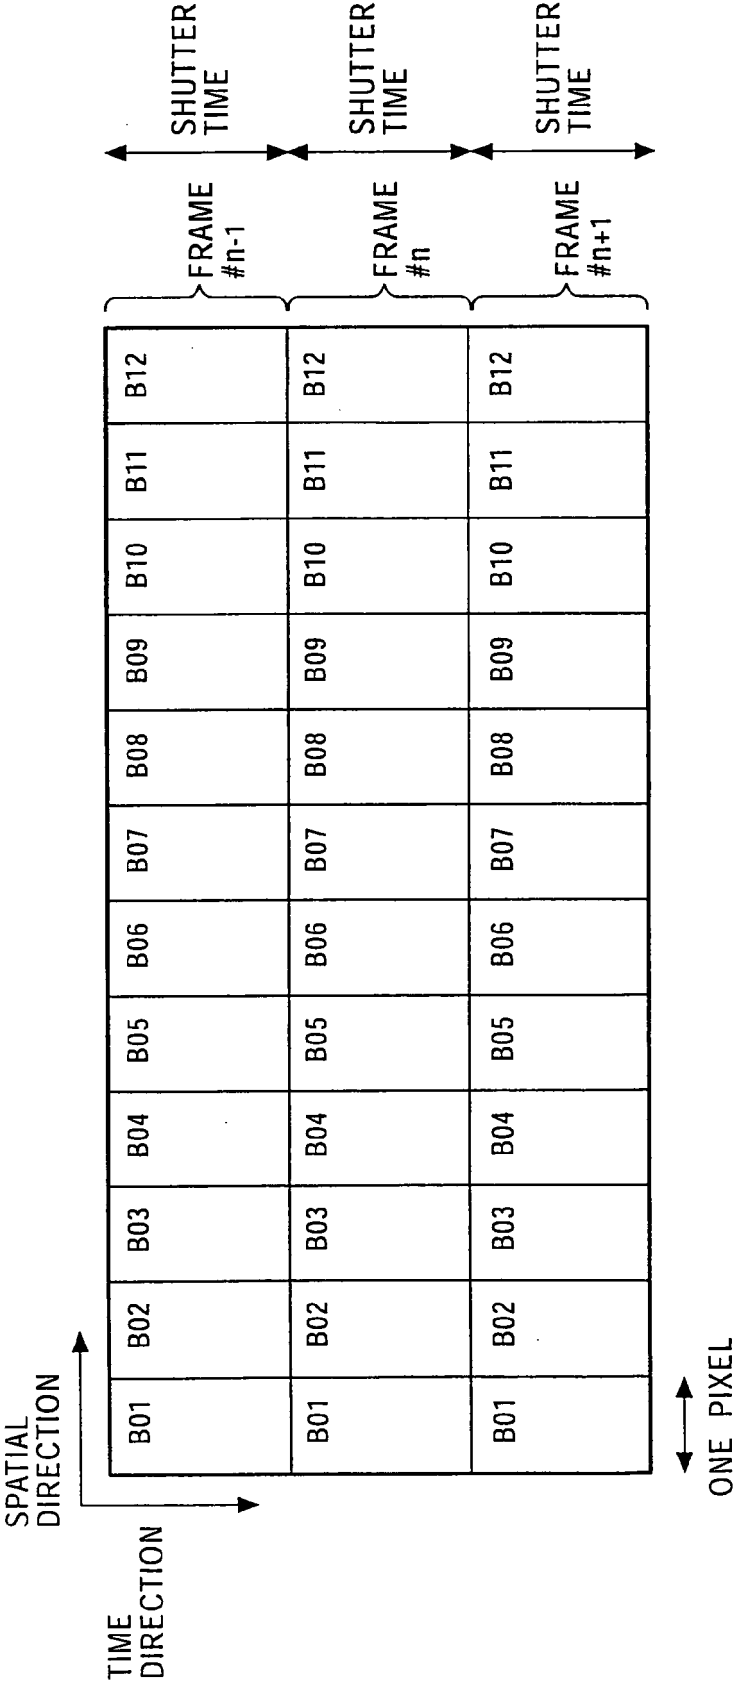 SPATIAL
DIRECTION
TIME
DIRECTION
B01 B02 B03 B04 B05 B06 B07 B08 B09 B10 B11 B12
FRAME
#n-1
SHUTTER
TIME
B01 B02 B03 B04 B05 B06 B07 B08 B09 B10 B11 B12
FRAME
#n
SHUTTER
TIME
B01 B02 B03 B04 B05 B06 B07 B08 B09 B10 B11 B12
FRAME
#n+1
SHUTTER
TIME
ONE PIXEL